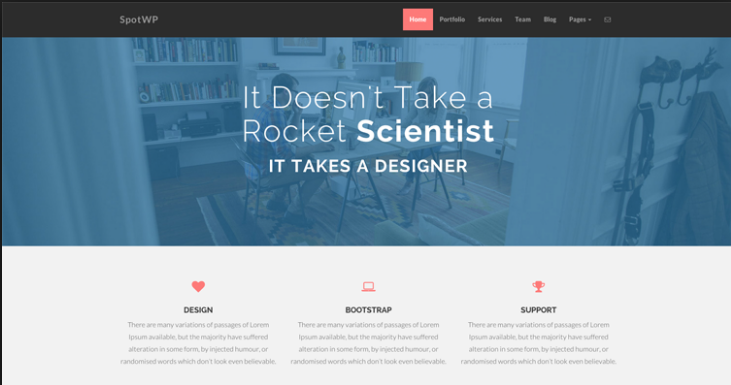 SpotWP
Home Portfolio Services Team Blog Pages
It Doesn't Take a
Rocket Scientist
IT TAKES A DESIGNER
DESIGN
There are many variations of passages of Lorem
Ipsum available, but the majority have suffered
alteration in some form, by injected humour, or
randomised words which don't look even believable.
BOOTSTRAP
There are many variations of passages of Lorem
Ipsum available, but the majority have suffered
alteration in some form, by injected humour, or
randomised words which don't look even believable.
SUPPORT
There are many variations of passages of Lorem
Ipsum available, but the majority have suffered
alteration in some form, by injected humour, or
randomised words which don't look even believable.